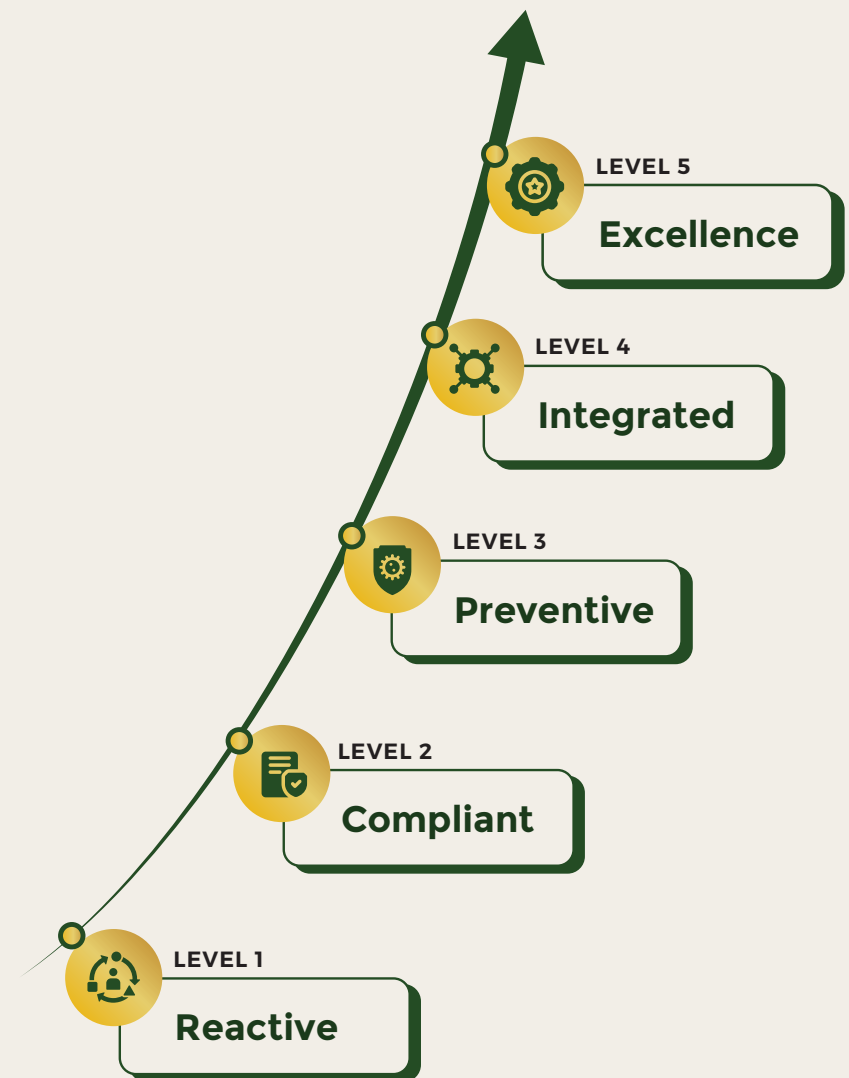 LEVEL 5
Excellence
LEVEL 4
Integrated
LEVEL 3
Preventive
LEVEL 2
Compliant
LEVEL 1
Reactive